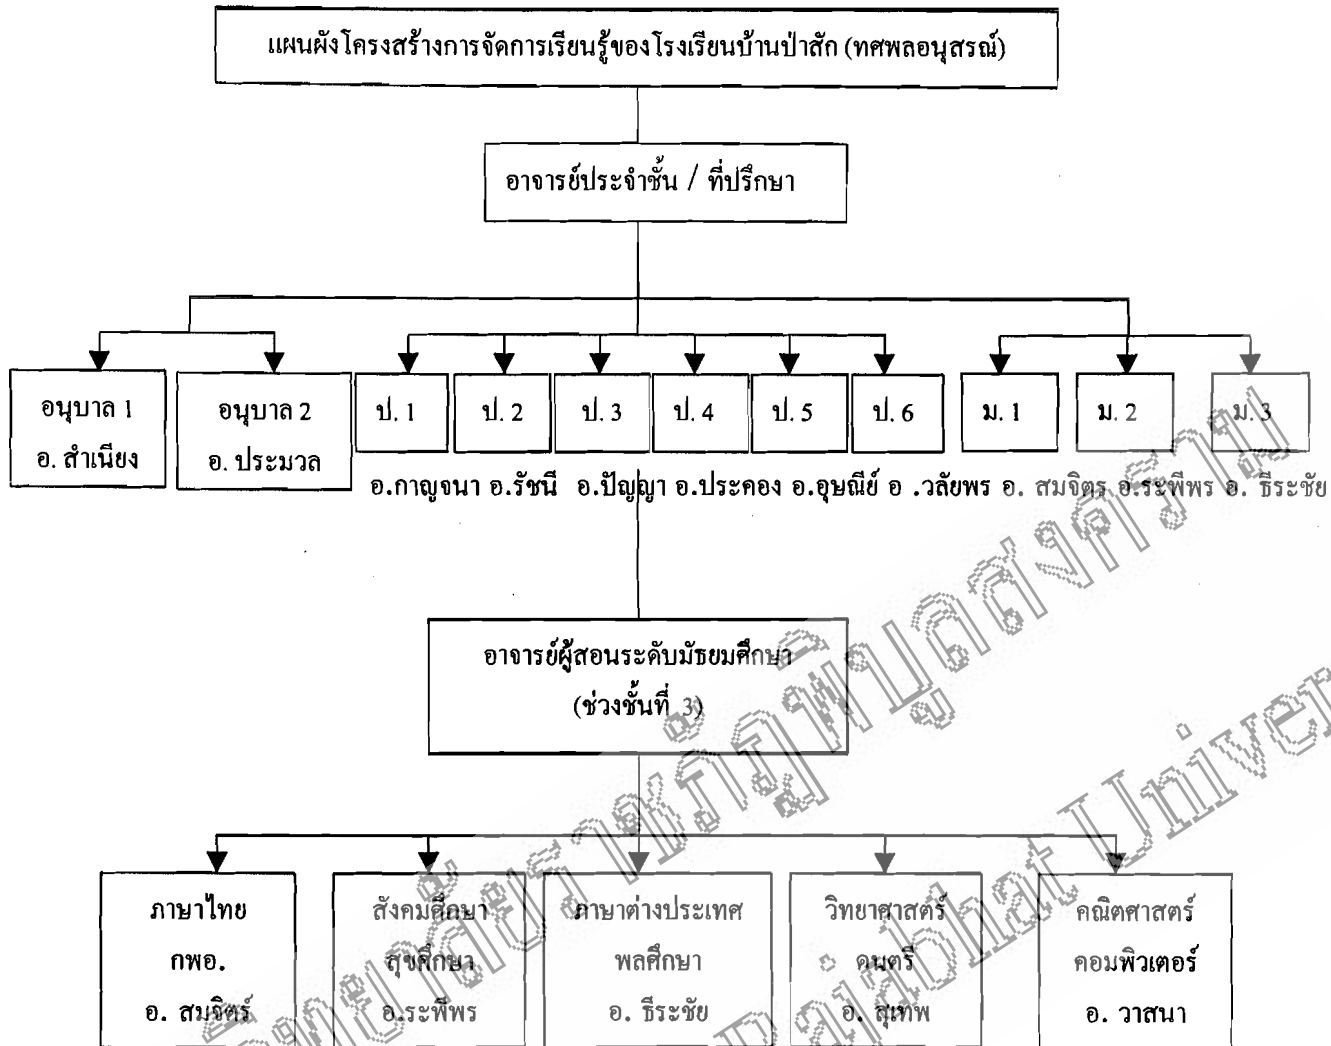 แผนผังโครงสร้างการจัดการเรียนรู้ของโรงเรียนบ้านป่าสัก (ทศพลอนุสรณ์)
อาจารย์ประจำชั้น / ที่ปรึกษา
อนุบาล 1
อ. สำเนียง
อนุบาล 2
อ. ประมวล
ป. 1 ป. 2 ป. 3 ป. 4 ป. 5 ป. 6 ม. 1 ม. 2 ม. 3
อ.กาญจนา อ.รัชนี อ.ปัญญา อ.ประคอง อ.อุษณีย์ อ .วลัยพร อ. สมจิตร อ.ระพีพร อ. ธีระชัย
อาจารย์ผู้สอนระดับมัธยมศึกษา
(ช่วงชั้นที่ 3)
ภาษาไทย
กพอ.
อ. สมจิตร์
สังคมศึกษา
สุขศึกษา
อ.ระพีพร
ภาษาต่างประเทศ
พลศึกษา
อ. ธีระชัย
วิทยาศาสตร์
ดนตรี
อ. สุเทพ
คณิตศาสตร์
คอมพิวเตอร์
อ. วาสนา